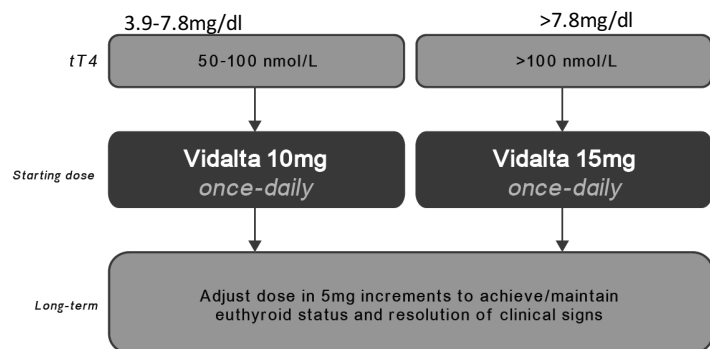 3.9-7.8mg/dl
>7.8mg/dl
tT4
50-100 nmol/L
>100 nmol/L
Starting dose
Vidalta 10mg
once-daily
Vidalta 15mg
once-daily
Long-term
Adjust dose in 5mg increments to achieve/maintain
euthyroid status and resolution of clinical signs